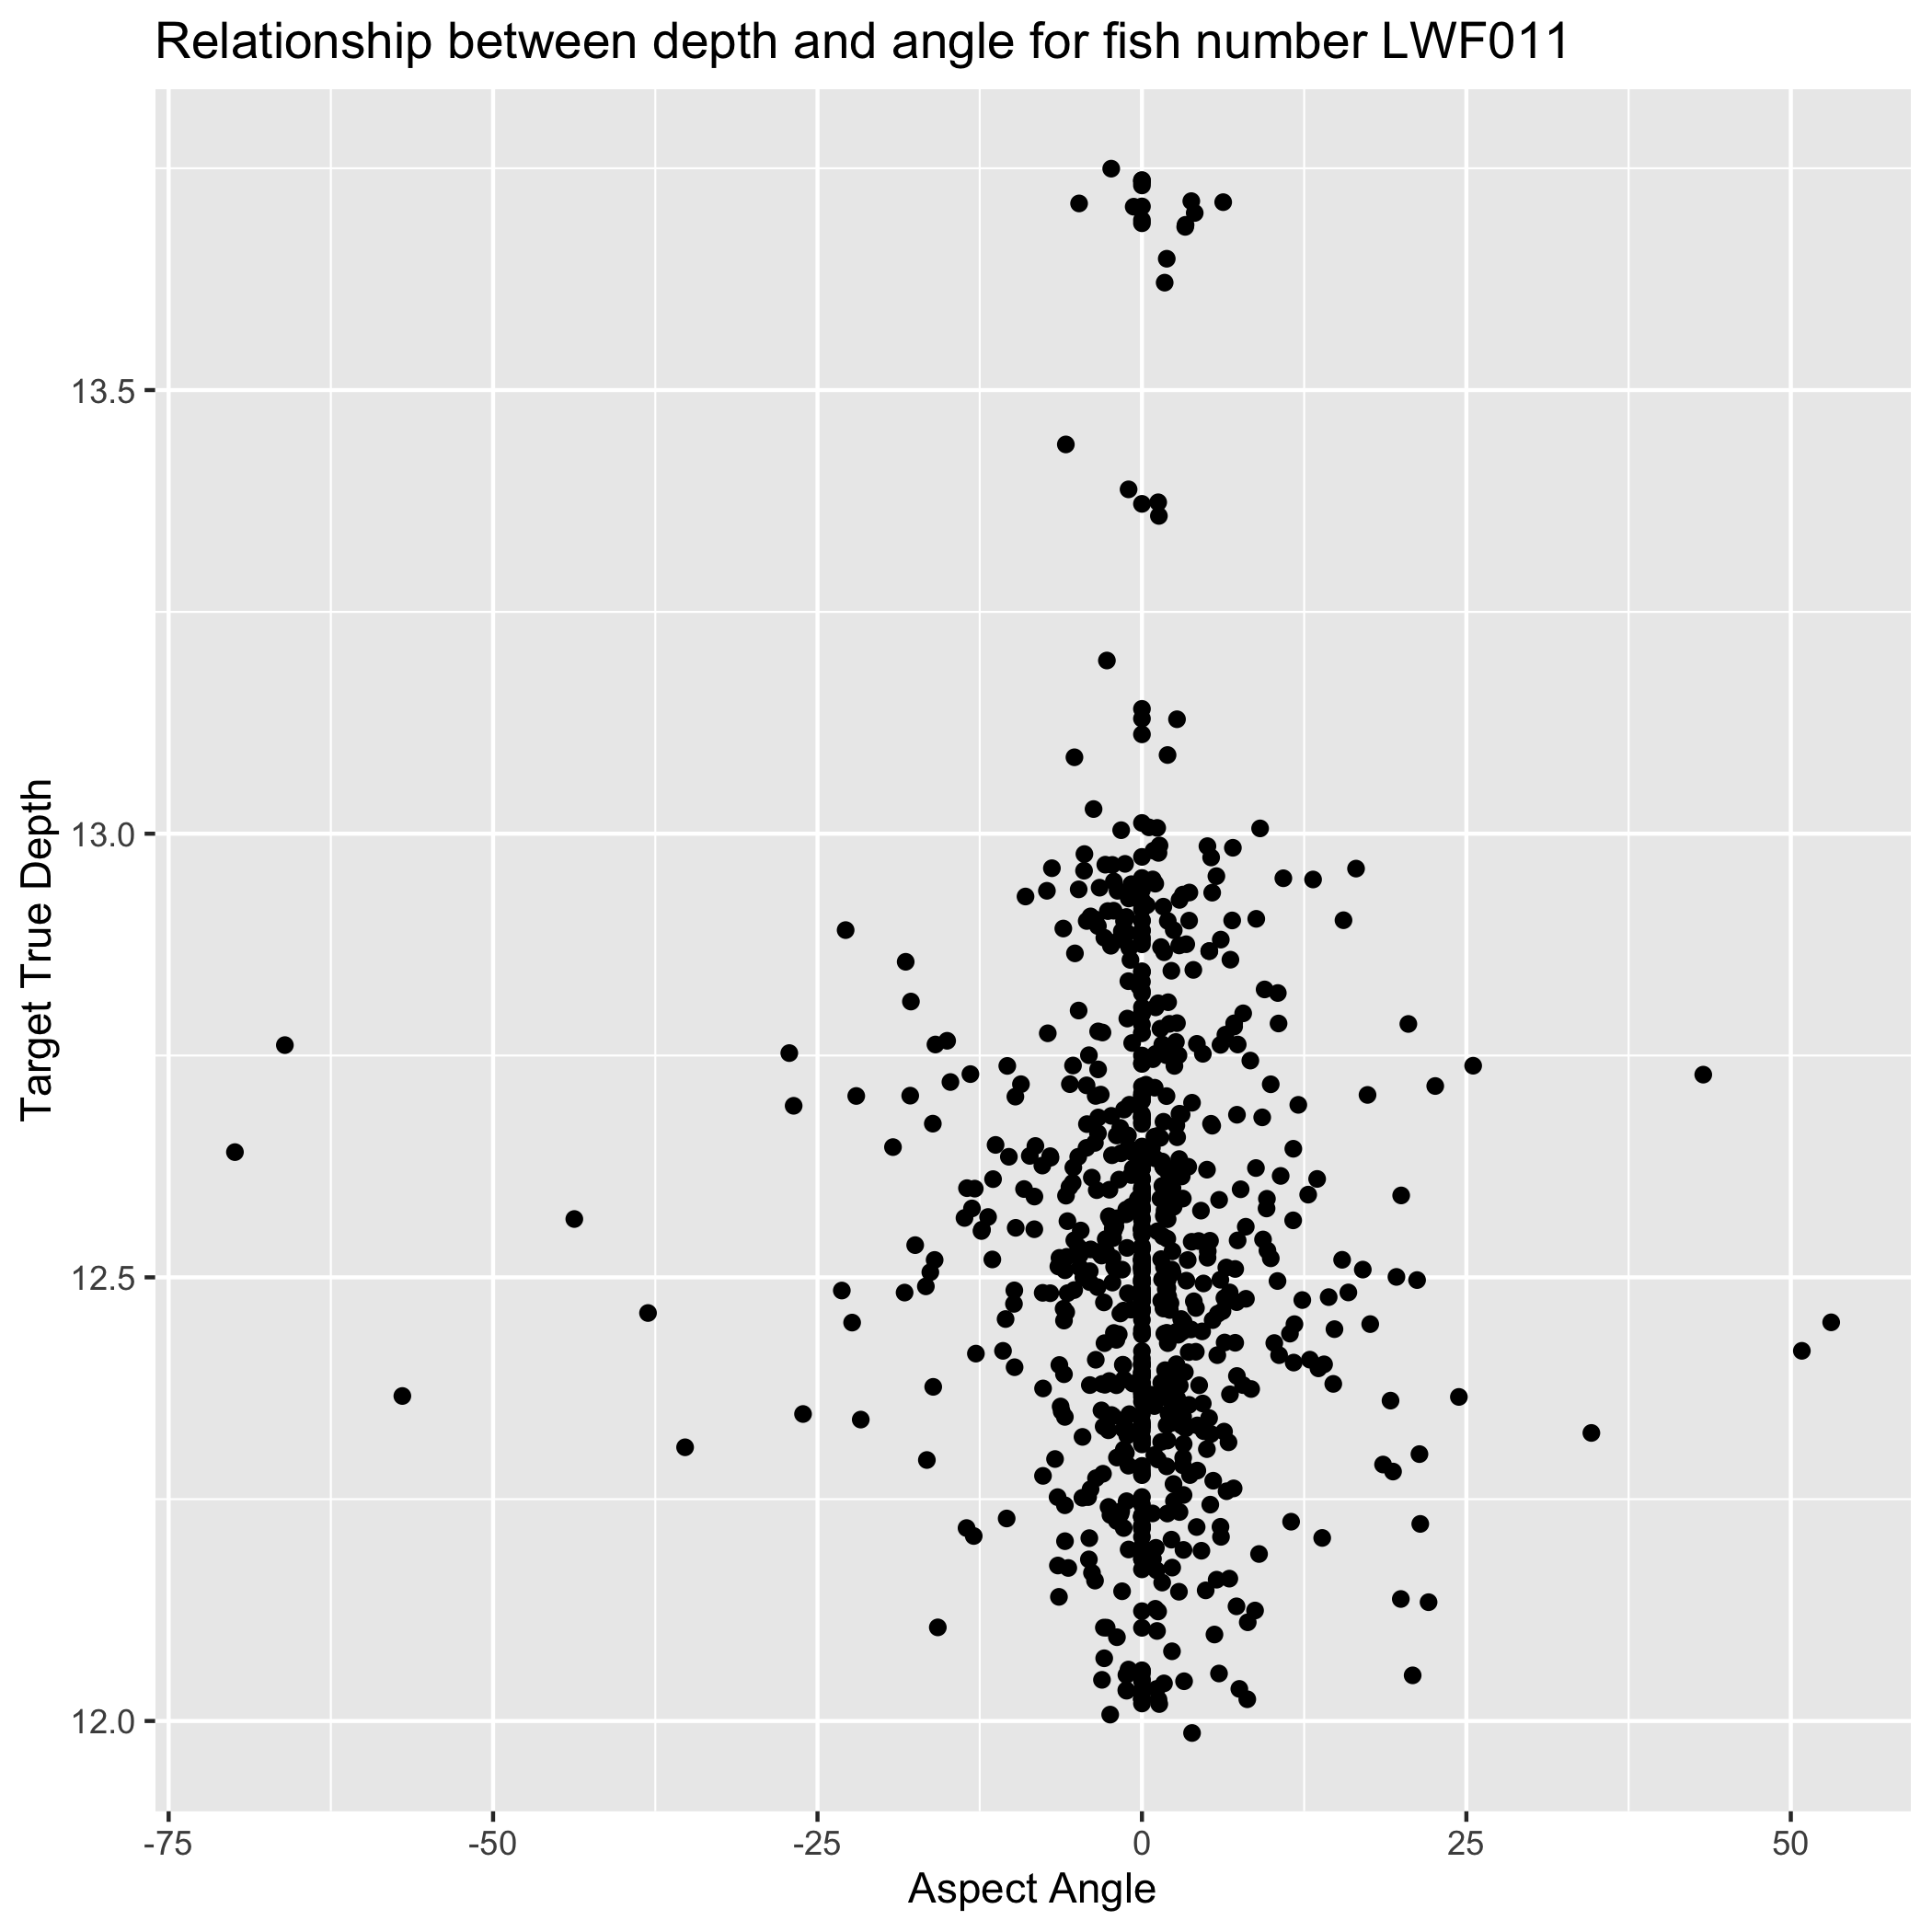 Relationship between depth and angle for fish number LWF011
Target True Depth
13.5
13.0
12.5
12.0
-75 -50 -25 0 25 50
Aspect Angle